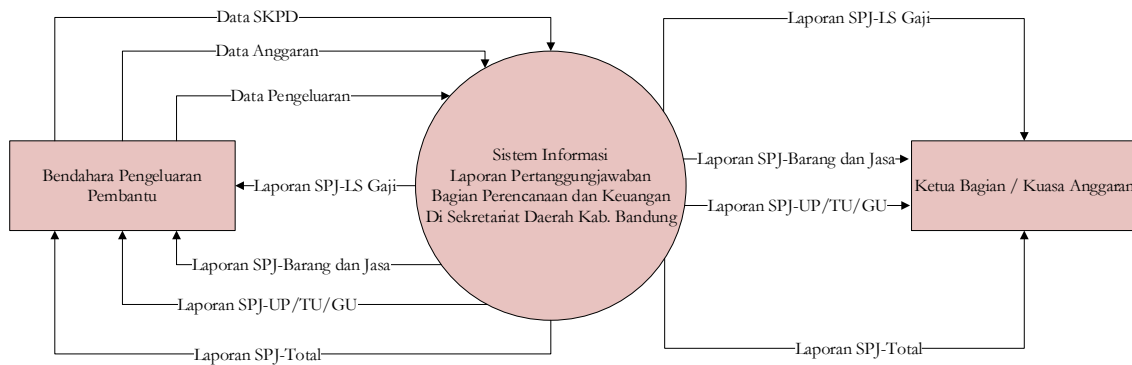 Data SKPD
Data Anggaran
Data Pengeluaran
Bendahara Pengeluaran
Pembantu
Laporan SPJ-LS Gaji
Laporan SPJ-Barang dan Jasa
Laporan SPJ-UP/TU/GU
Laporan SPJ-Total
Sistem Informasi
Laporan Pertanggungjawaban
Bagian Perencanaan dan Keuangan
Di Sekretariat Daerah Kab. Bandung
Laporan SPJ-LS Gaji
Laporan SPJ-Barang dan Jasa
Laporan SPJ-UP/TU/GU
Laporan SPJ-Total
Ketua Bagian / Kuasa Anggaran